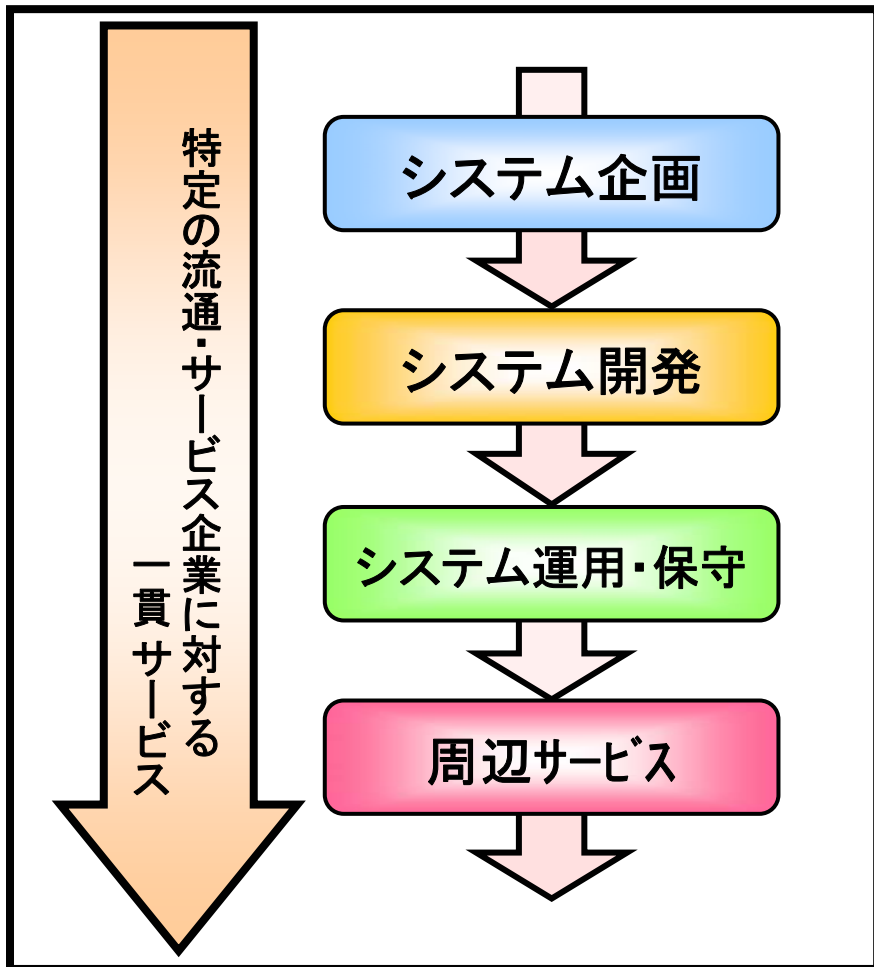 特定の流通・サービス企業に対する
一貫サービス
システム企画
システム開発
システム運用・保守
周辺サービス